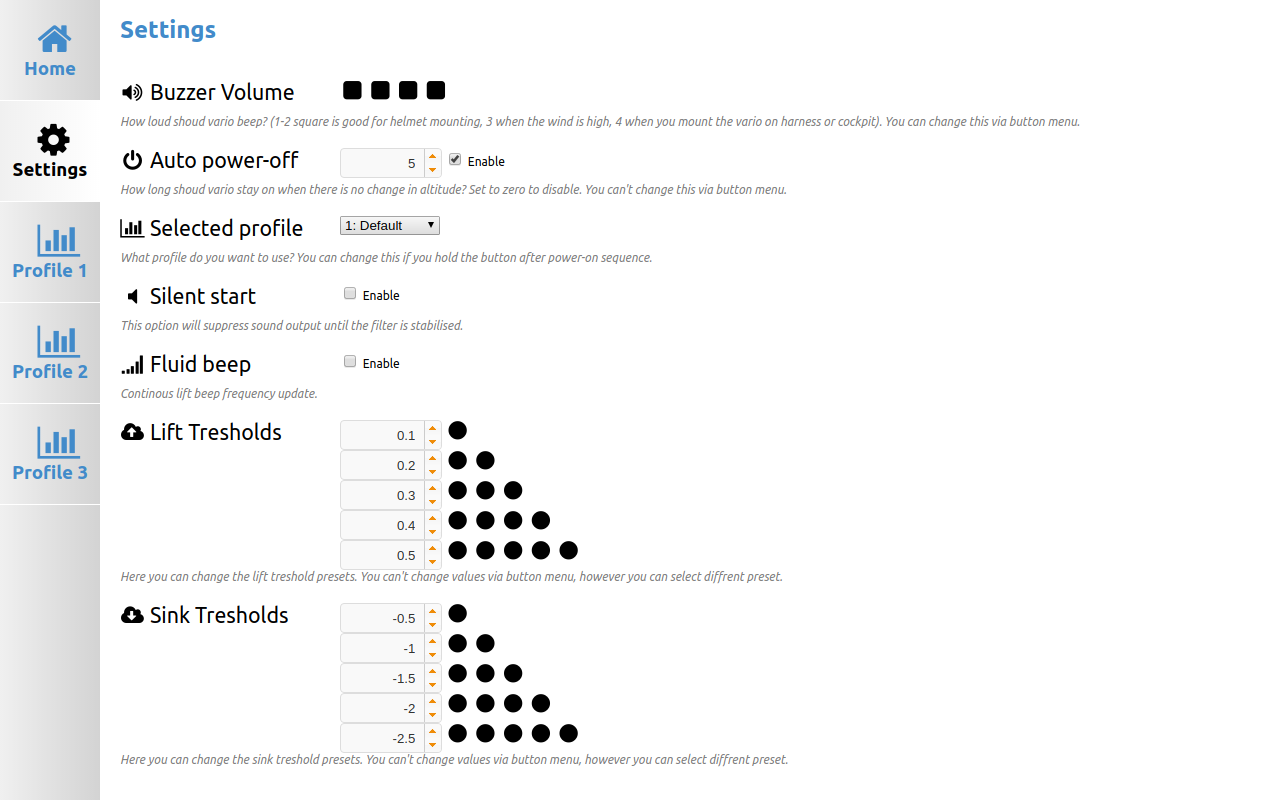 Home
Settings
Profile 1
Profile 2
Profile 3
Settings
Buzzer Volume
How loud shoud vario beep? (1-2 square is good for helmet mounting, 3 when the wind is high, 4 when you mount the vario on harness or cockpit). You can change this via button menu.
Auto power-off 5 Enable
How long shoud vario stay on when there is no change in altitude? Set to zero to disable. You can't change this via button menu.
Selected profile 1: Default
What profile do you want to use? You can change this if you hold the button after power-on sequence.
Silent start Enable
This option will suppress sound output until the filter is stabilised.
Fluid beep Enable
Continous lift beep frequency update.
Lift Tresholds 0.1
0.2
0.3
0.4
0.5
Here you can change the lift treshold presets. You can't change values via button menu, however you can select diffrent preset.
Sink Tresholds -0.5
-1
-1.5
-2
-2.5
Here you can change the sink treshold presets. You can't change values via button menu, however you can select diffrent preset.